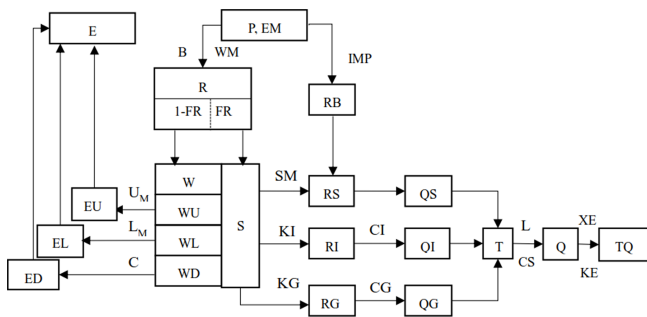 E
P, EM
B
WM
IMP
R
1-FR
FR
RB
W
SM
RS
QS
EU
U_M
WU
S
EL
L_M
WL
KI
RI
CI
QI
T
L
CS
Q
XE
KE
TQ
ED
C
WD
KG
RG
CG
QG